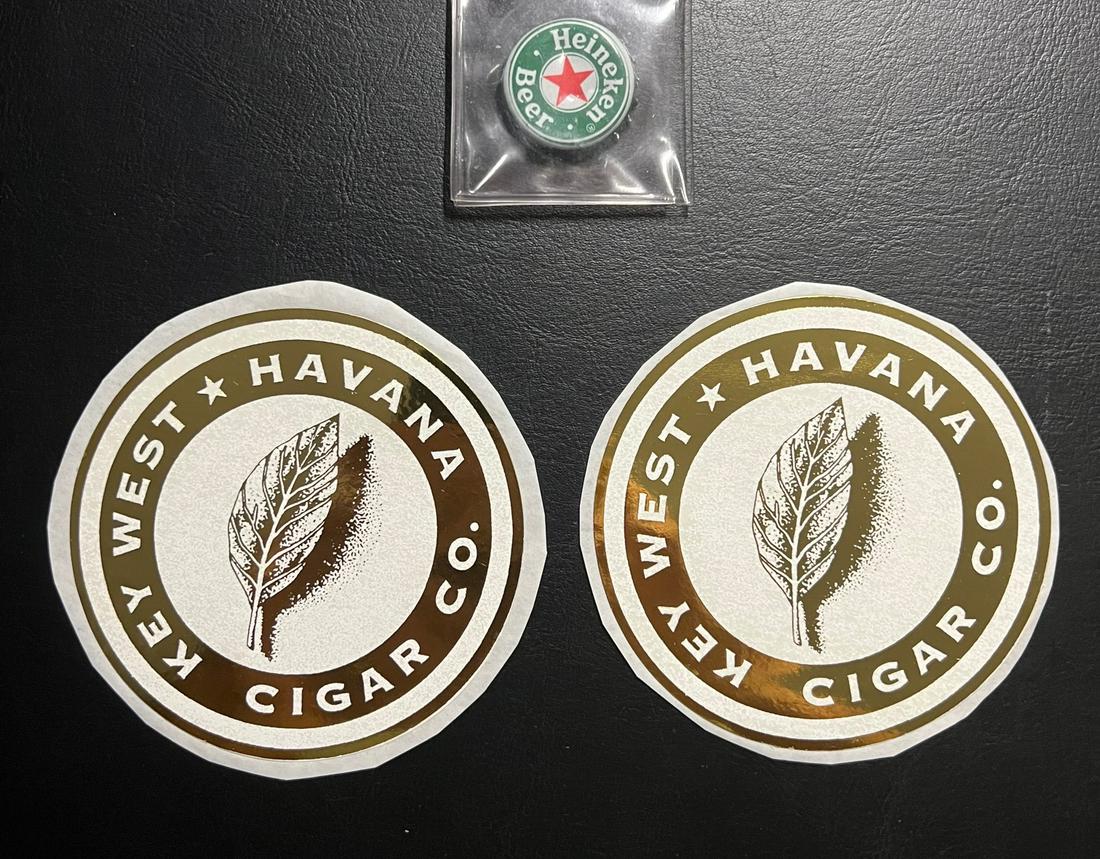 Heineken®
Beer
KEY WEST ★ HAVANA
CIGAR CO.
KEY WEST ★ HAVANA
CIGAR CO.